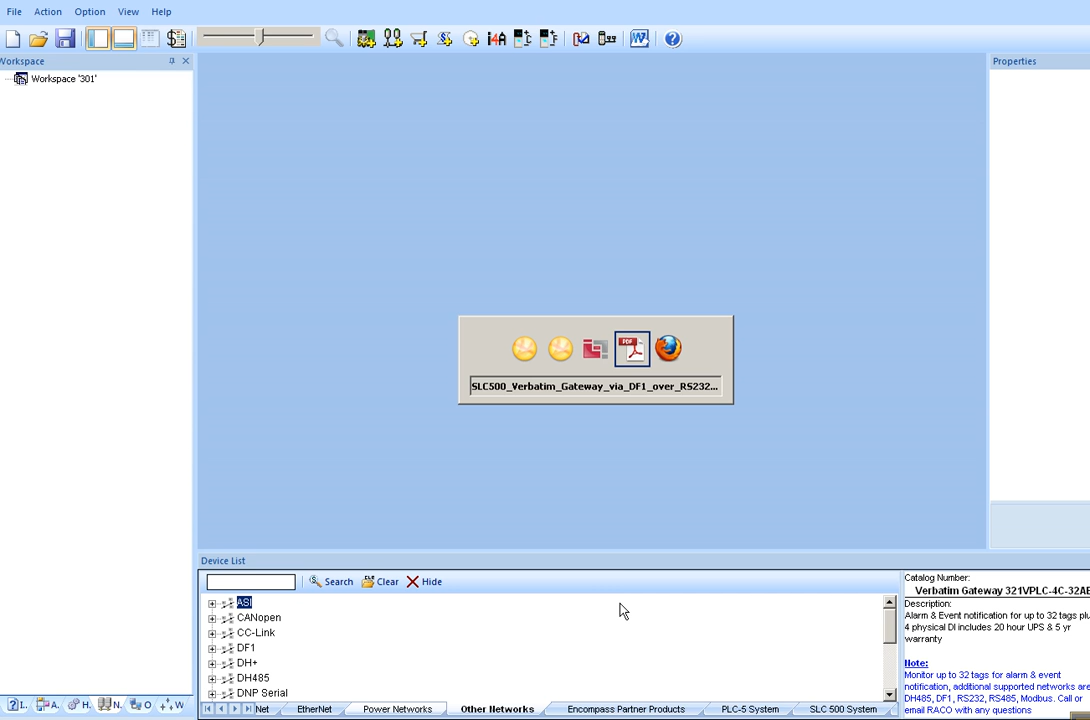 File Action Option View Help
Workspace
Workspace '301'
Properties
SLC500_Verbatim_Gateway_via_DF1_over_RS232...
Device List
Search Clear Hide
ASI
CANopen
CC-Link
DF1
DH+
DH485
DNP Serial
Catalog Number:
Verbatim Gateway 321VPLC-4C-32AE
Description:
Alarm & Event notification for up to 32 tags plu
4 physical DI includes 20 hour UPS & 5 yr
warranty
Note:
Monitor up to 32 tags for alarm & event
notification, additional supported networks are
DH485, DF1, RS232, RS485, Modbus. Call or
email RACO with any questions
I.. A. H. N. O W
Net EtherNet Power Networks Other Networks Encompass Partner Products PLC-5 System SLC 500 System